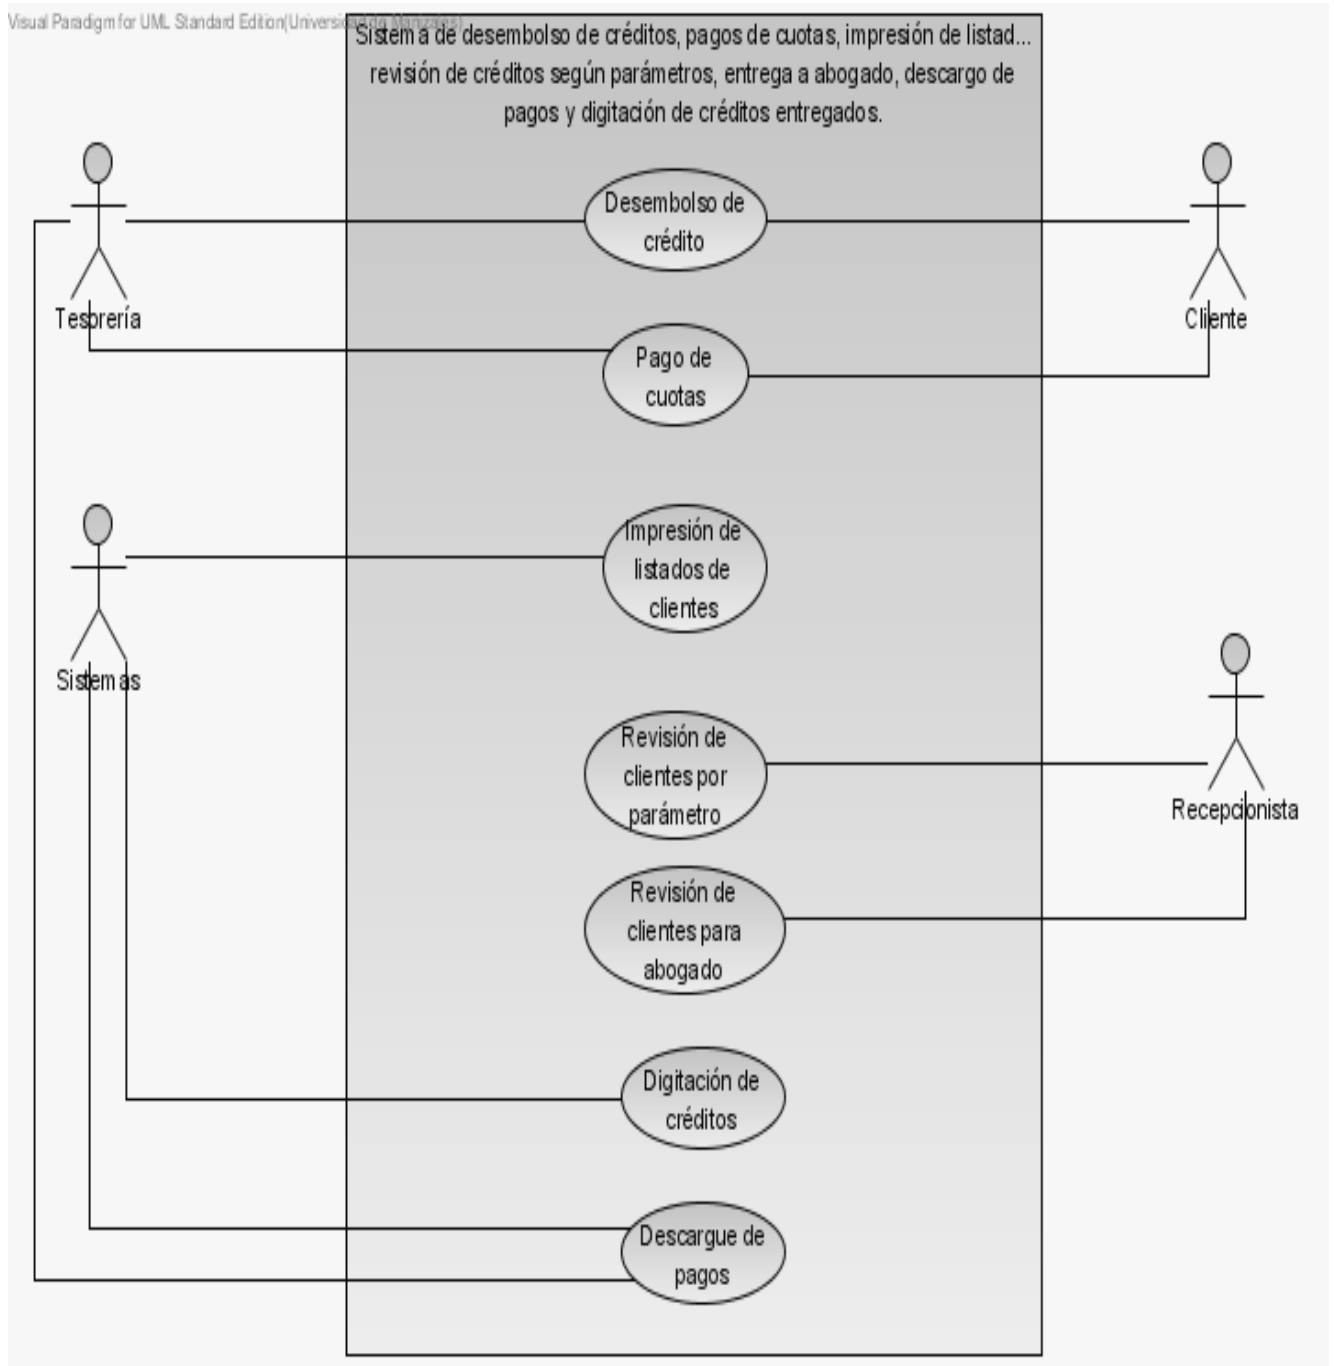 Visual Paradigm for UML Standard Edition(Universidad de Manizales)
Sistema de desembolso de créditos, pagos de cuotas, impresión de listad...
revisión de créditos según parámetros, entrega a abogado, descargo de
pagos y digitación de créditos entregados.
Desembolso de
crédito
Tesorería
Cliente
Pago de
cuotas
Impresión de
listados de
clientes
Sistemas
Revisión de
clientes por
parámetro
Recepcionista
Revisión de
clientes para
abogado
Digitación de
créditos
Descargue de
pagos